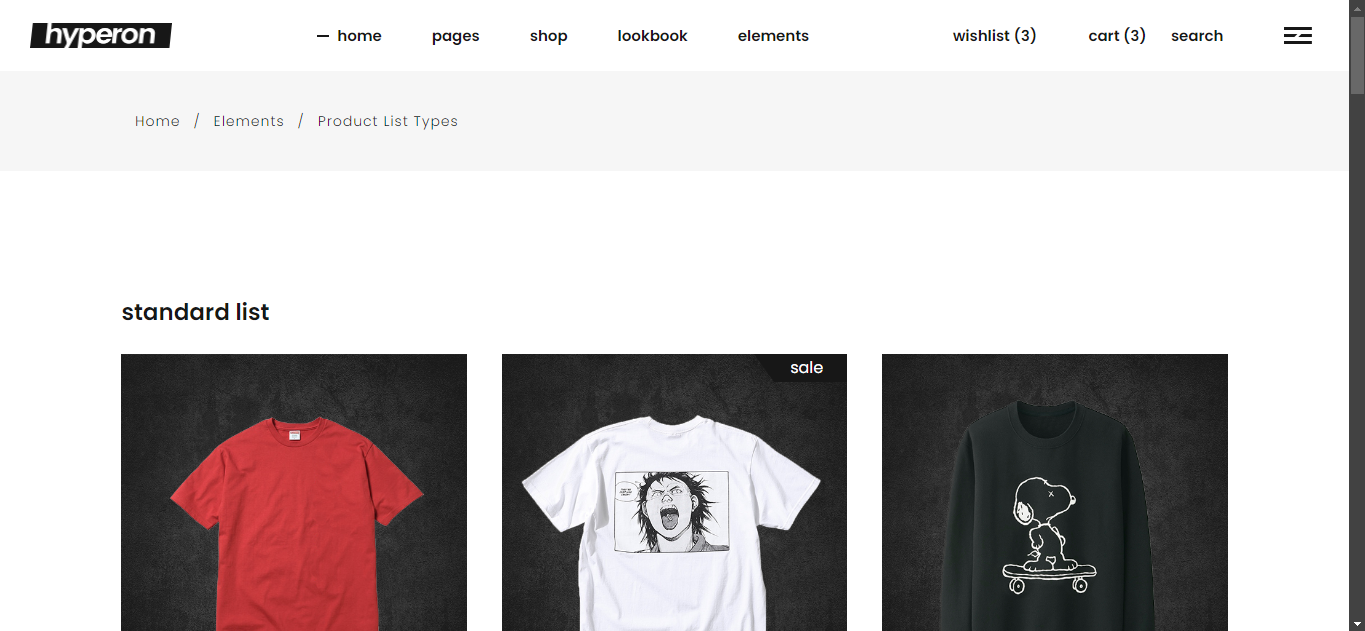 hyperon
home pages shop lookbook elements wishlist (3) cart (3) search
Home / Elements / Product List Types
standard list
sale